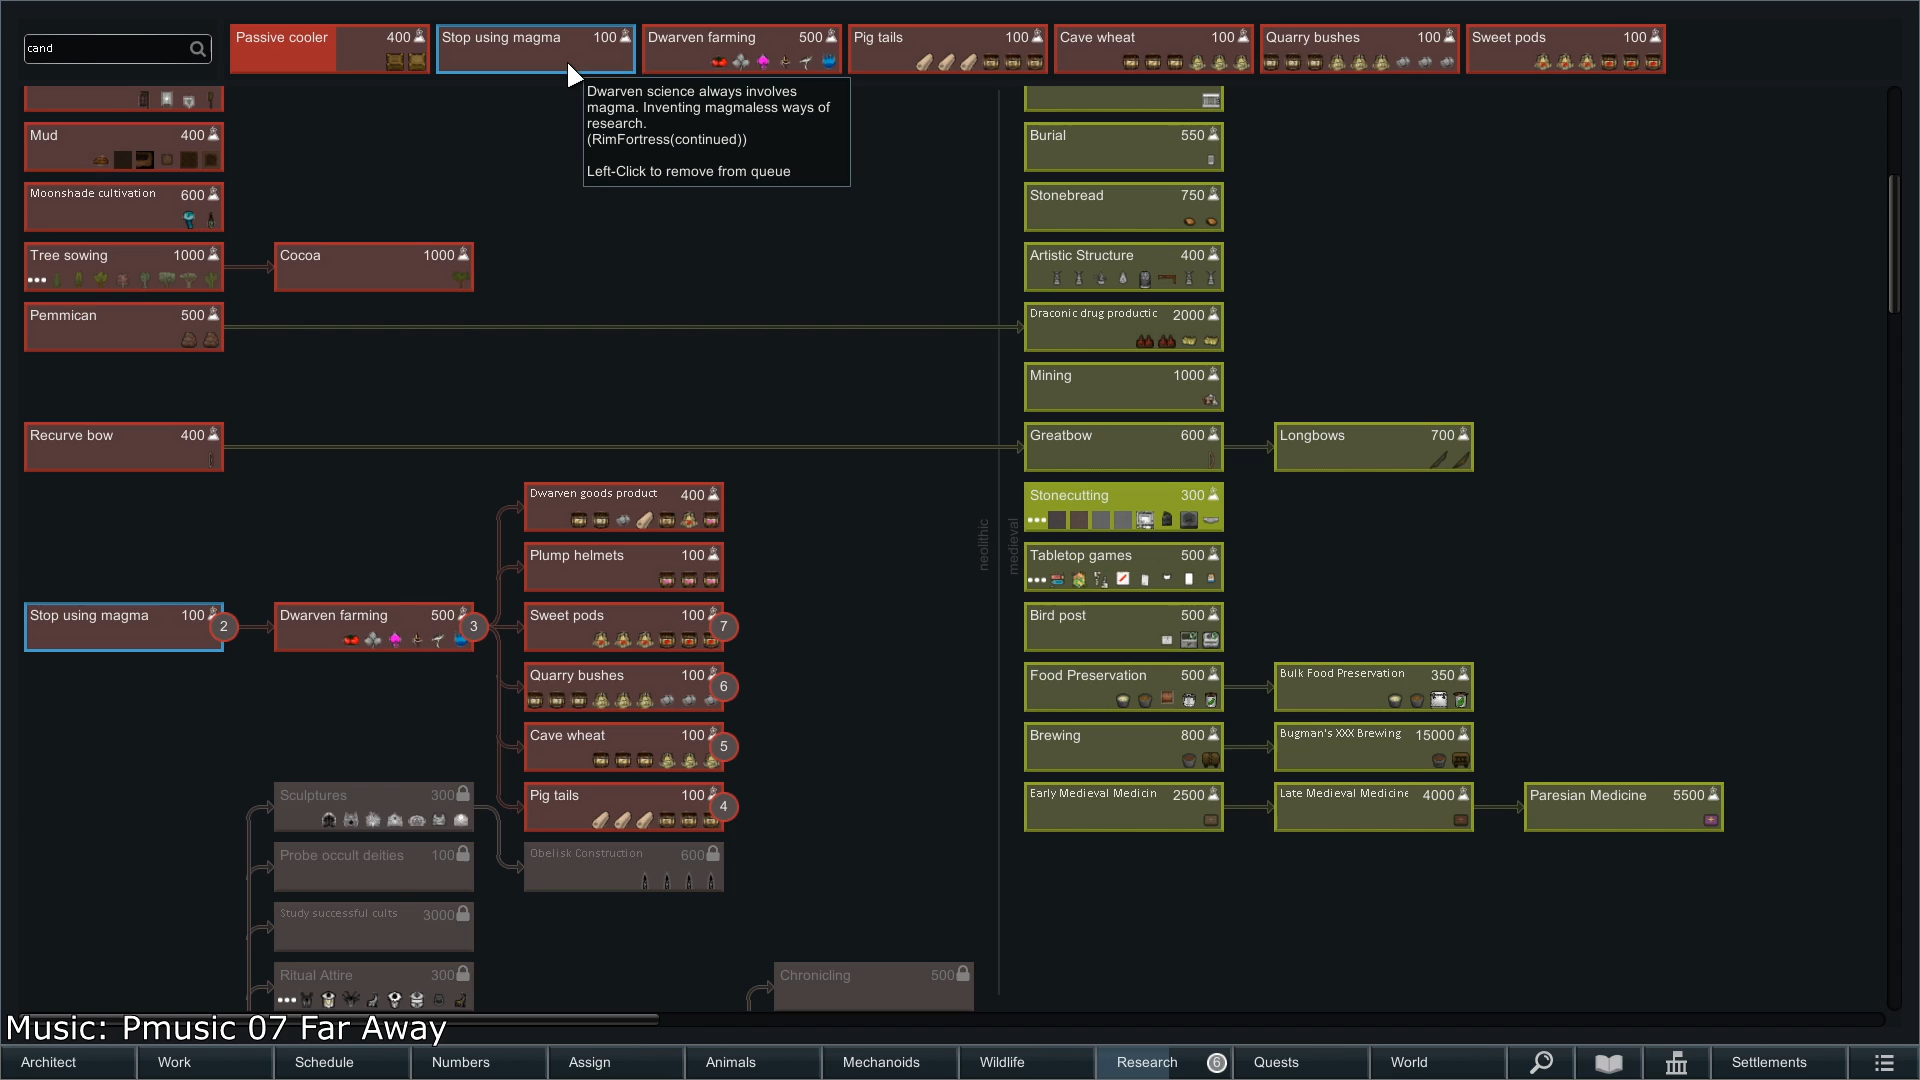 cand
Passive cooler 400
Stop using magma 100
Dwarven farming 500
Pig tails 100
Cave wheat 100
Quarry bushes 100
Sweet pods 100
Dwarven science always involves
magma. Inventing magmaless ways of
research.
(RimFortress(continued))
Left-Click to remove from queue
Mud 400
Moonshade cultivation 600
Tree sowing 1000
Cocoa 1000
Pemmican 500
Recurve bow 400
Dwarven goods product 400
Plump helmets 100
Stop using magma 100 2
Dwarven farming 500 3
Sweet pods 100 7
Quarry bushes 100 6
Cave wheat 100 5
Pig tails 100 4
Sculptures 300
Probe occult deities 100
Obelisk Construction 600
Study successful cults 3000
Ritual Attire 300
Chronicling 500
neolithic
medieval
Burial 550
Stonebread 750
Artistic Structure 400
Draconic drug productic 2000
Mining 1000
Greatbow 600
Longbows 700
Stonecutting 300
Tabletop games 500
Bird post 500
Food Preservation 500
Bulk Food Preservation 350
Brewing 800
Bugman's XXX Brewing 15000
Early Medieval Medicin 2500
Late Medieval Medicine 4000
Paresian Medicine 5500
Music: Pmusic 07 Far Away
Architect
Work
Schedule
Numbers
Assign
Animals
Mechanoids
Wildlife
Research 6
Quests
World
Settlements